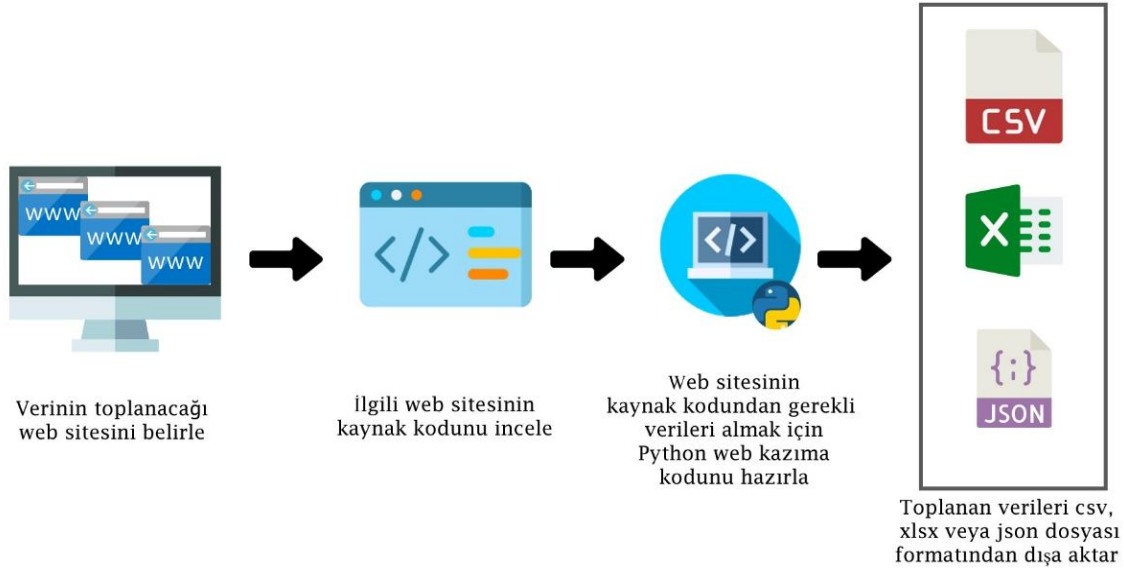 WWW
WWW
WWW
</>
</>
CSV
X
{;}
JSON
Verinin toplanacağı
web sitesini belirle
İlgili web sitesinin
kaynak kodunu incele
Web sitesinin
kaynak kodundan gerekli
verileri almak için
Python web kazıma
kodunu hazırla
Toplanan verileri csv,
xlsx veya json dosyası
formatından dışa aktar